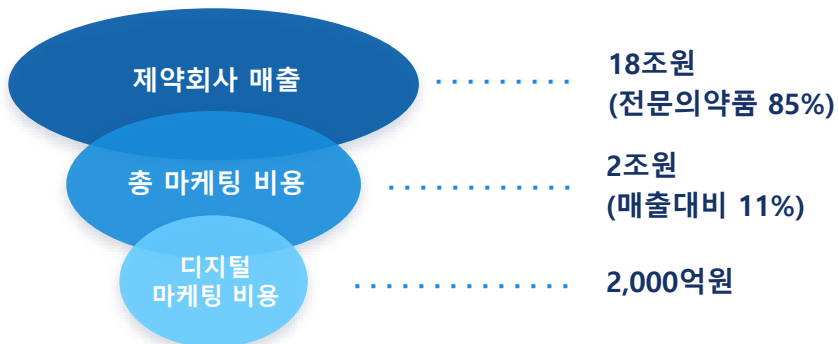 제약회사 매출
18조원
(전문의약품 85%)
총 마케팅 비용
2조원
(매출대비 11%)
디지털
마케팅 비용
2,000억원